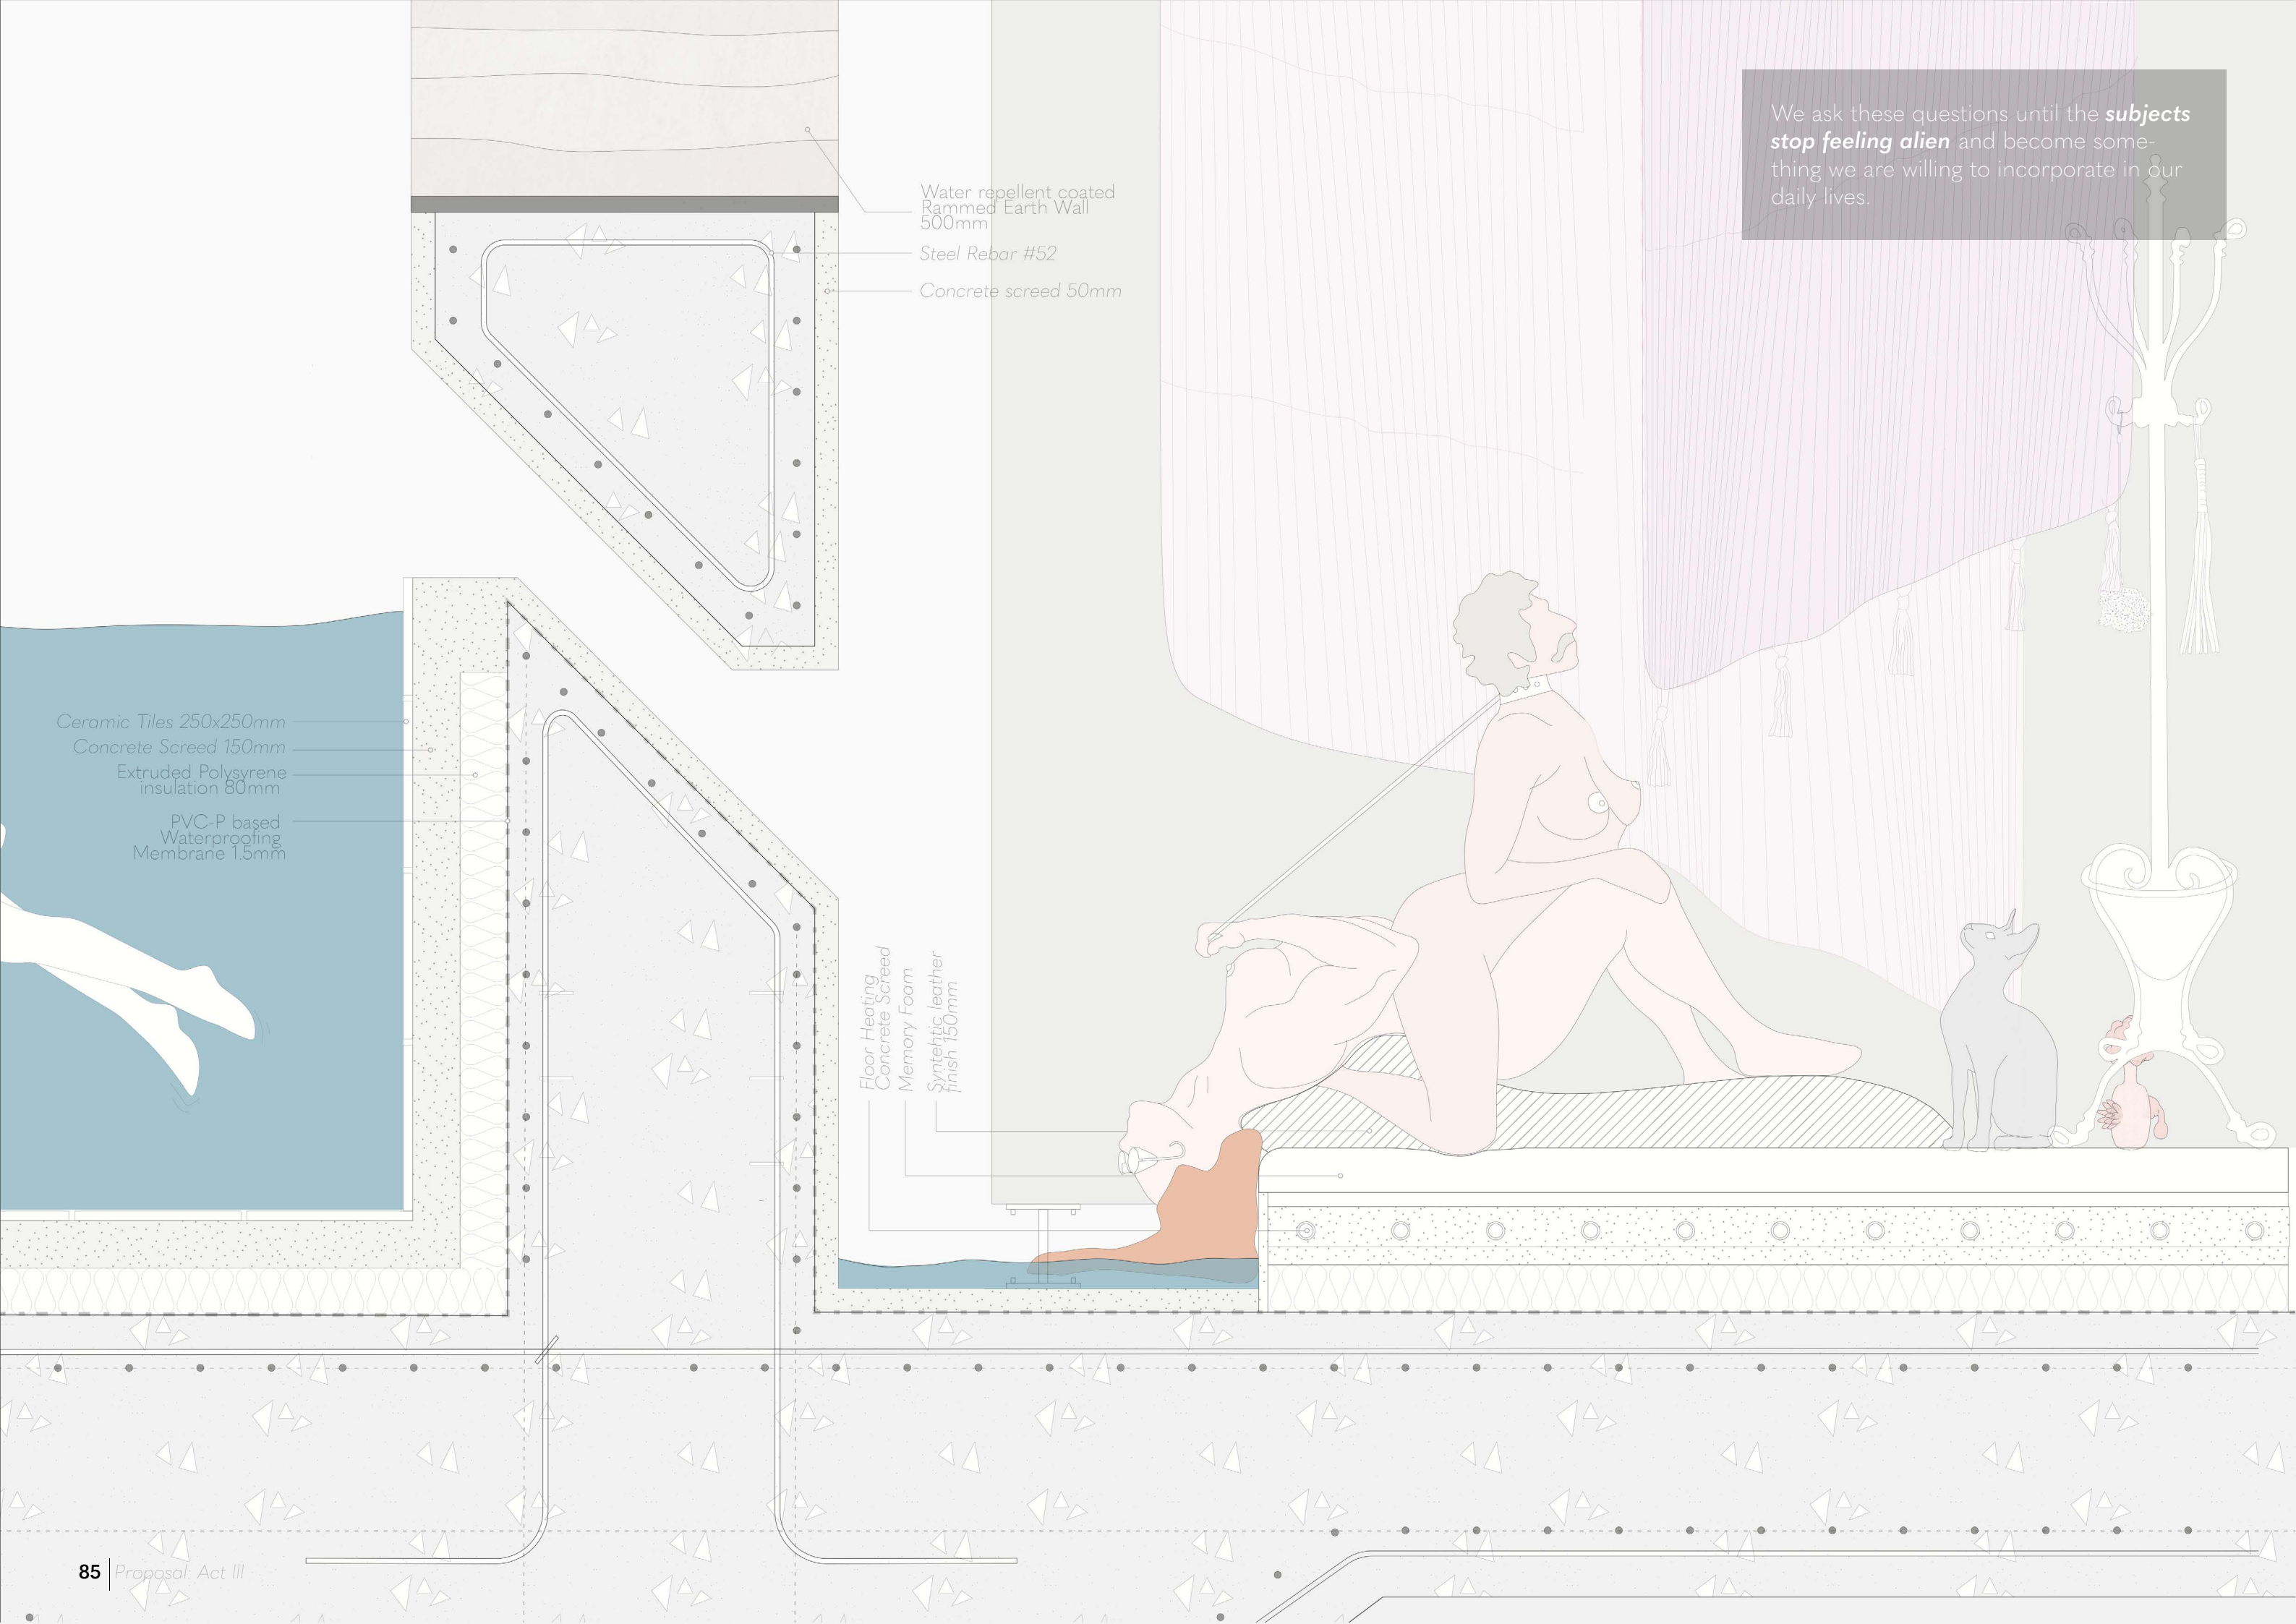 We ask these questions until the subjects
stop feeling alien and become some-
thing we are willing to incorporate in our
daily lives.
Water repellent coated
Rammed Earth Wall
500mm
Steel Rebar #52
Concrete screed 50mm
Ceramic Tiles 250x250mm
Concrete Screed 150mm
Extruded Polysyrene
insulation 80mm
PVC-P based
Waterproofing
Membrane 1.5mm
Floor Heating
Concrete Screed
Memory Foam
Syntehtic leather
finish 150mm
85
Proposal: Act III